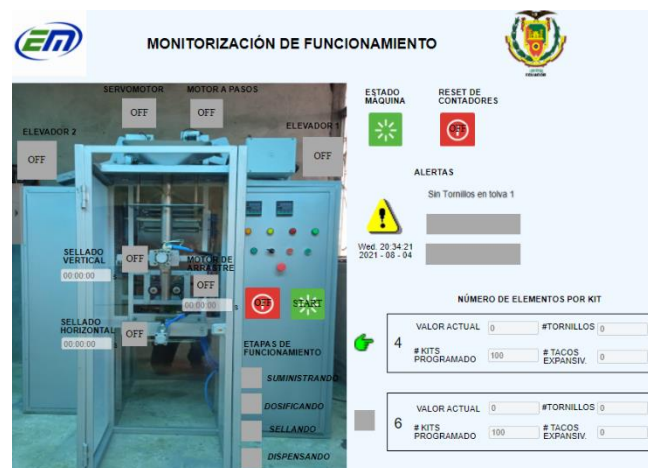 EM
MONITORIZACIÓN DE FUNCIONAMIENTO
SERVOMOTOR
MOTOR A PASOS
OFF
OFF
ELEVADOR 2
ELEVADOR 1
OFF
OFF
SELLADO
VERTICAL
OFF
00:00:00
s
MOTOR DE
ARRASTRE
OFF
00:00:00
s
SELLADO
HORIZONTAL
OFF
00:00:00
s
OFF
START
ETAPAS DE
FUNCIONAMIENTO
SUMINISTRANDO
DOSIFICANDO
SELLANDO
DISPENSANDO
ESTADO
MÁQUINA
RESET DE
CONTADORES
OFF
ALERTAS
Sin Tornillos en tolva 1
Wed. 20:34:21
2021 - 08 - 04
NÚMERO DE ELEMENTOS POR KIT
4
VALOR ACTUAL 0 #TORNILLOS 0
# KITS
PROGRAMADO 100
# TACOS
EXPANSIV. 0
6
VALOR ACTUAL 0 #TORNILLOS 0
# KITS
PROGRAMADO 100
# TACOS
EXPANSIV. 0